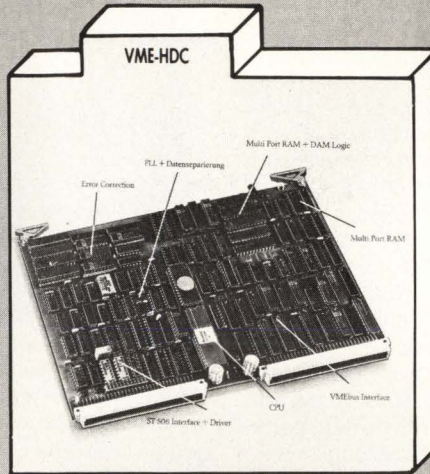 VME-HDC
Multi Port RAM + DAM Logic
PLL + Datenseparierung
Error Correction
Multi Port RAM
VMEbus Interface
CPU
ST 506 Interface + Driver